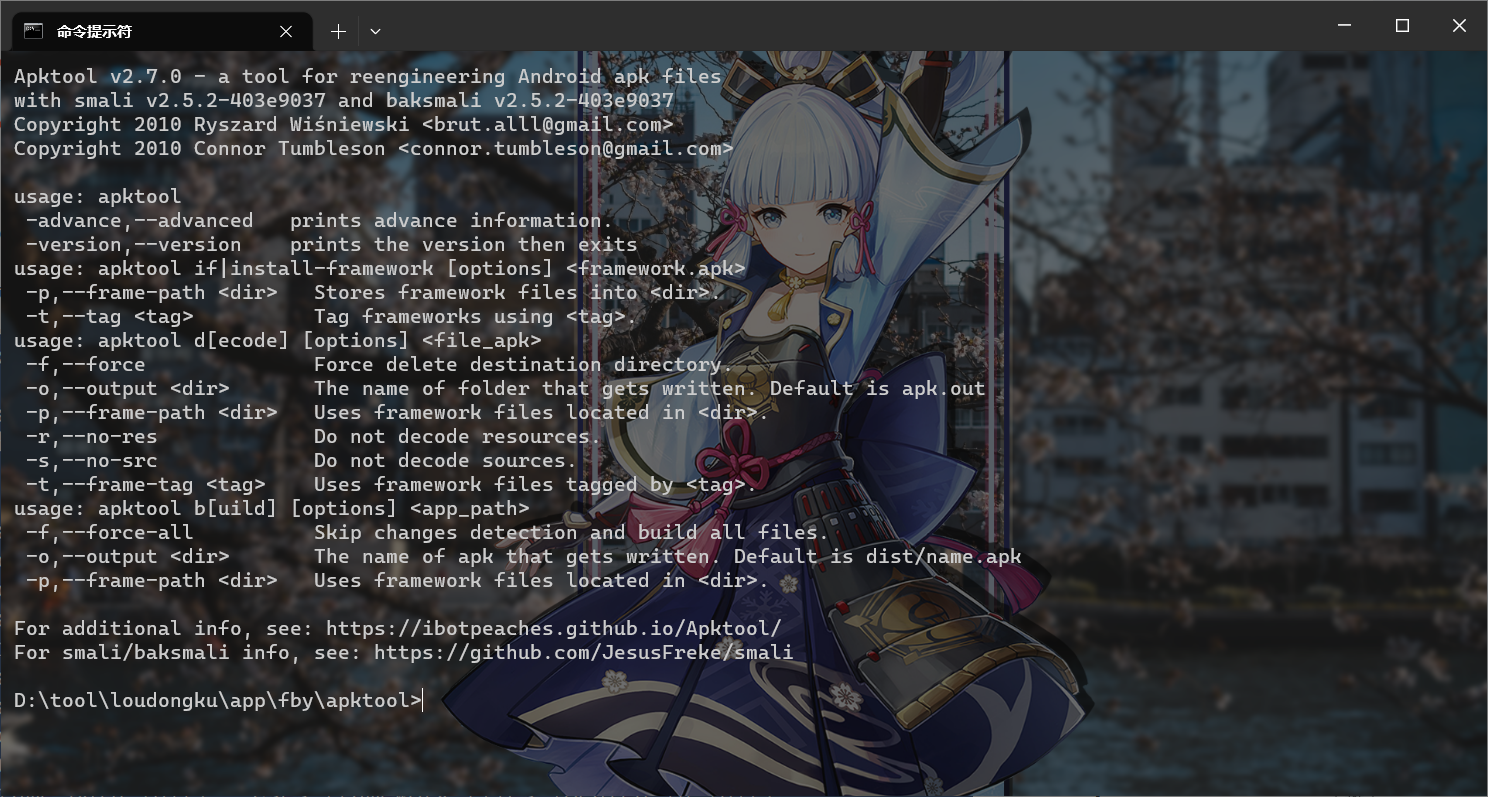 命令提示符
Apktool v2.7.0 - a tool for reengineering Android apk files
with smali v2.5.2-403e9037 and baksmali v2.5.2-403e9037
Copyright 2010 Ryszard Wiśniewski <brut.alll@gmail.com>
Copyright 2010 Connor Tumbleson <connor.tumbleson@gmail.com>
usage: apktool
 -advance,--advanced   prints advance information.
 -version,--version    prints the version then exits
usage: apktool if|install-framework [options] <framework.apk>
 -p,--frame-path <dir>   Stores framework files into <dir>.
 -t,--tag <tag>          Tag frameworks using <tag>.
usage: apktool d[ecode] [options] <file_apk>
 -f,--force              Force delete destination directory.
 -o,--output <dir>       The name of folder that gets written. Default is apk.out
 -p,--frame-path <dir>   Uses framework files located in <dir>.
 -r,--no-res             Do not decode resources.
 -s,--no-src             Do not decode sources.
 -t,--frame-tag <tag>    Uses framework files tagged by <tag>.
usage: apktool b[uild] [options] <app_path>
 -f,--force-all          Skip changes detection and build all files.
 -o,--output <dir>       The name of apk that gets written. Default is dist/name.apk
 -p,--frame-path <dir>   Uses framework files located in <dir>.
For additional info, see: https://ibotpeaches.github.io/Apktool/
For smali/baksmali info, see: https://github.com/JesusFreke/smali
D:\tool\loudongku\app\fby\apktool>